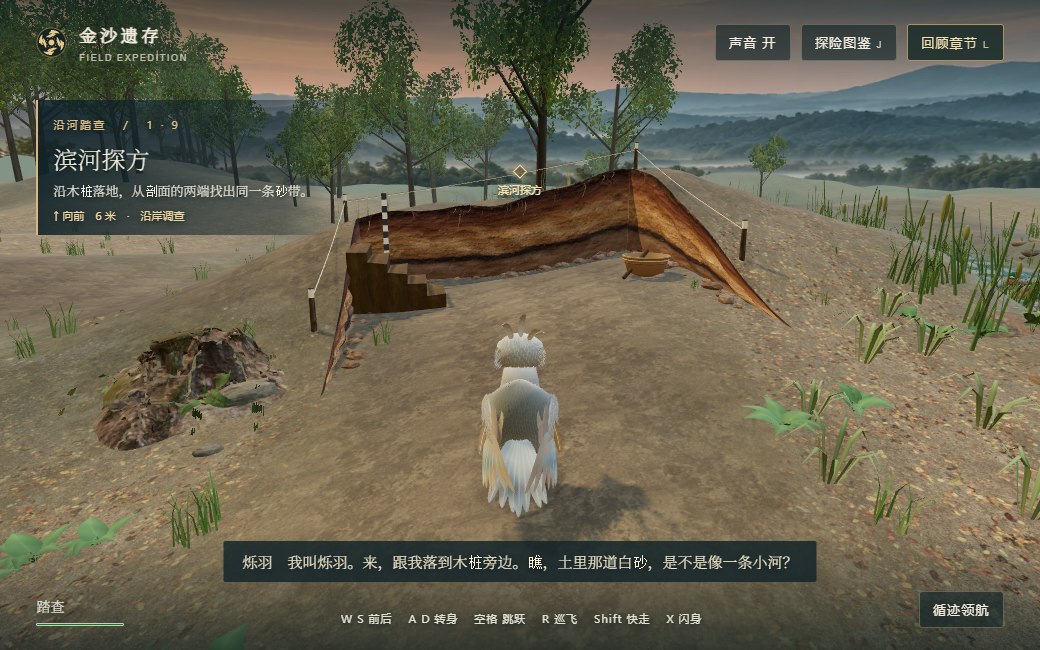 金沙遗存
FIELD EXPEDITION
声音 开
探险图鉴 J
回顾章节 L
沿河踏查 / 1 · 9
滨河探方
沿木桩落地，从剖面的两端找出同一条砂带。
↑向前 6 米 · 沿岸调查
滨河探方
烁羽 我叫烁羽。来，跟我落到木桩旁边。瞧，土里那道白砂，是不是像一条小河？
踏查
W S 前后 A D 转身 空格 跳跃 R 巡飞 Shift 快走 X 闪身
循迹领航